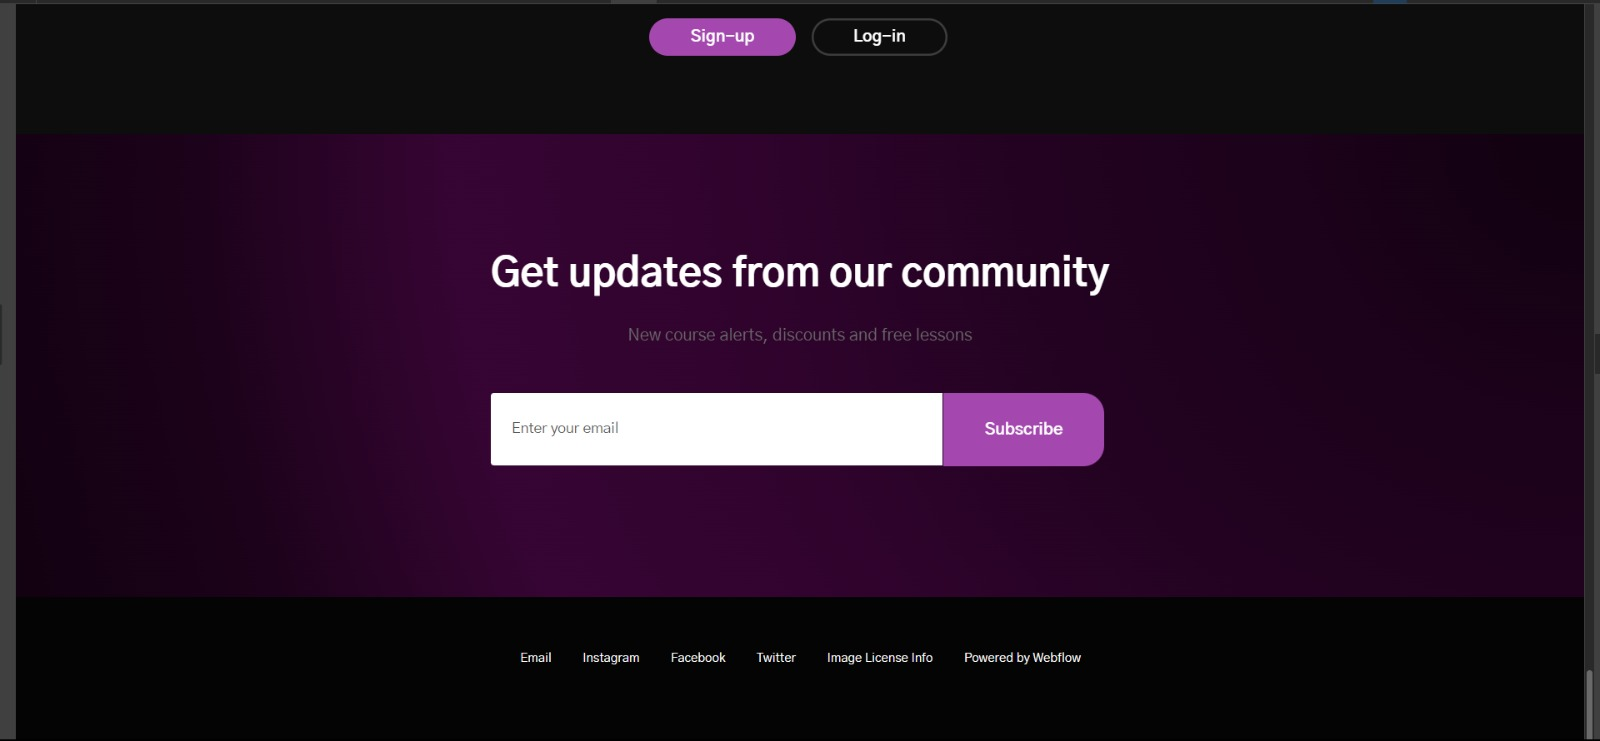 Sign-up Log-in
Get updates from our community
New course alerts, discounts and free lessons
Enter your email Subscribe
Email Instagram Facebook Twitter Image License Info Powered by Webflow